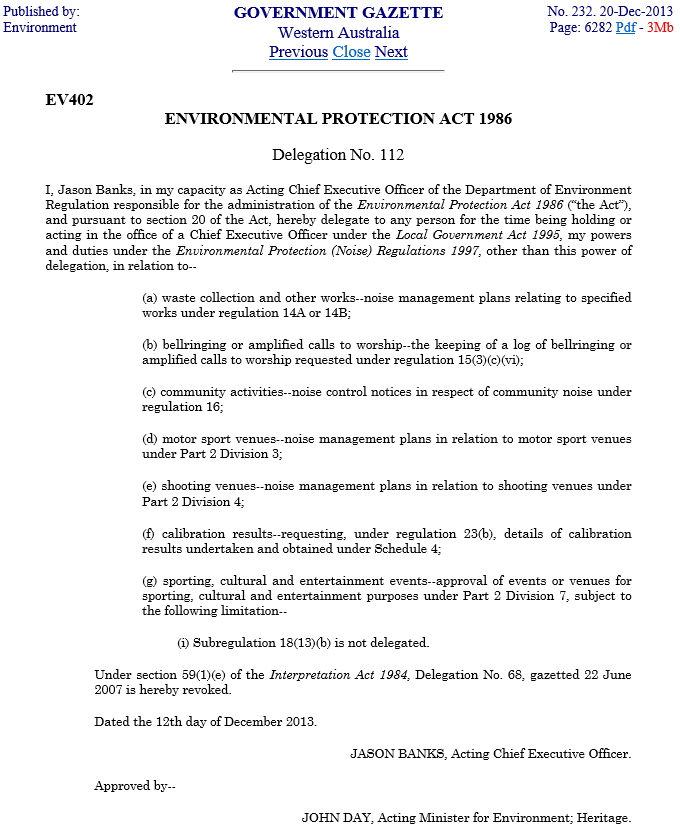 Published by:
Environment
GOVERNMENT GAZETTE
Western Australia
Previous Close Next
No. 232. 20-Dec-2013
Page: 6282 Pdf - 3Mb
EV402
ENVIRONMENTAL PROTECTION ACT 1986
Delegation No. 112
I, Jason Banks, in my capacity as Acting Chief Executive Officer of the Department of Environment
Regulation responsible for the administration of the Environmental Protection Act 1986 (“the Act”),
and pursuant to section 20 of the Act, hereby delegate to any person for the time being holding or
acting in the office of a Chief Executive Officer under the Local Government Act 1995, my powers
and duties under the Environmental Protection (Noise) Regulations 1997, other than this power of
delegation, in relation to--
(a) waste collection and other works--noise management plans relating to specified
works under regulation 14A or 14B;
(b) bellringing or amplified calls to worship--the keeping of a log of bellringing or
amplified calls to worship requested under regulation 15(3)(c)(vi);
(c) community activities--noise control notices in respect of community noise under
regulation 16;
(d) motor sport venues--noise management plans in relation to motor sport venues
under Part 2 Division 3;
(e) shooting venues--noise management plans in relation to shooting venues under
Part 2 Division 4;
(f) calibration results--requesting, under regulation 23(b), details of calibration
results undertaken and obtained under Schedule 4;
(g) sporting, cultural and entertainment events--approval of events or venues for
sporting, cultural and entertainment purposes under Part 2 Division 7, subject to
the following limitation--
(i) Subregulation 18(13)(b) is not delegated.
Under section 59(1)(e) of the Interpretation Act 1984, Delegation No. 68, gazetted 22 June
2007 is hereby revoked.
Dated the 12th day of December 2013.
JASON BANKS, Acting Chief Executive Officer.
Approved by--
JOHN DAY, Acting Minister for Environment; Heritage.